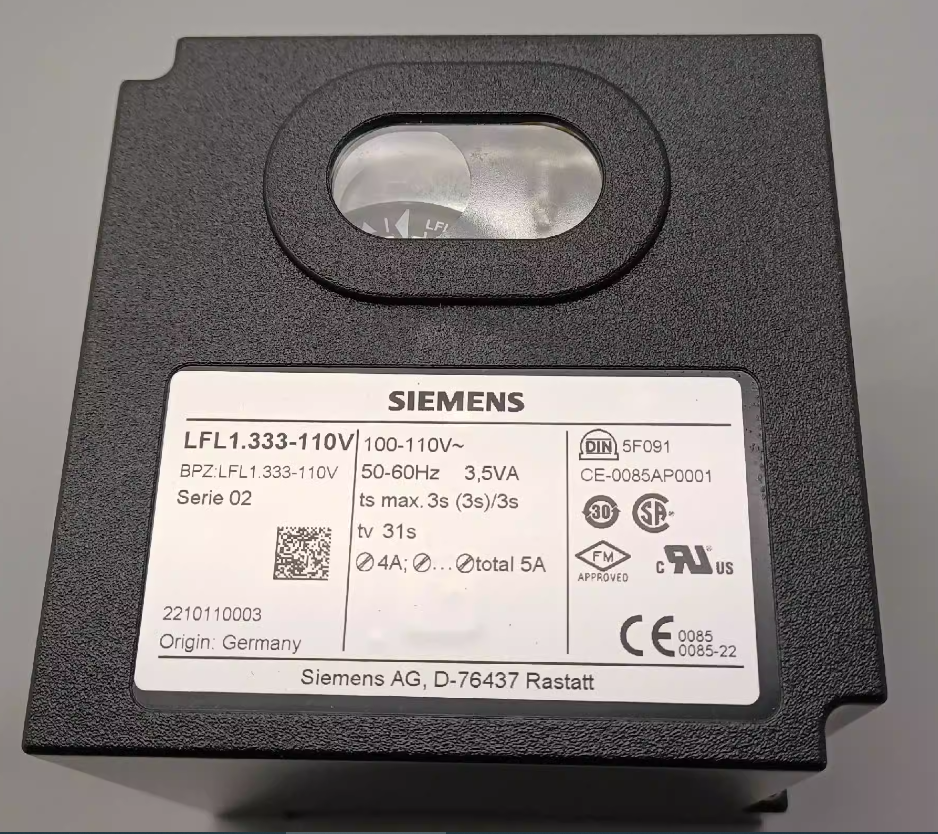 LFL
SIEMENS
LFL1.333-110V
BPZ:LFL1.333-110V
Serie 02
2210110003
Origin: Germany
100-110V~
50-60Hz 3,5VA
ts max. 3s (3s)/3s
tv 31s
⊘4A; ⊘... ⊘total 5A
DIN 5F091
CE-0085AP0001
30
SA
FM
APPROVED
c RU ® US
CE 0085
0085-22
Siemens AG, D-76437 Rastatt